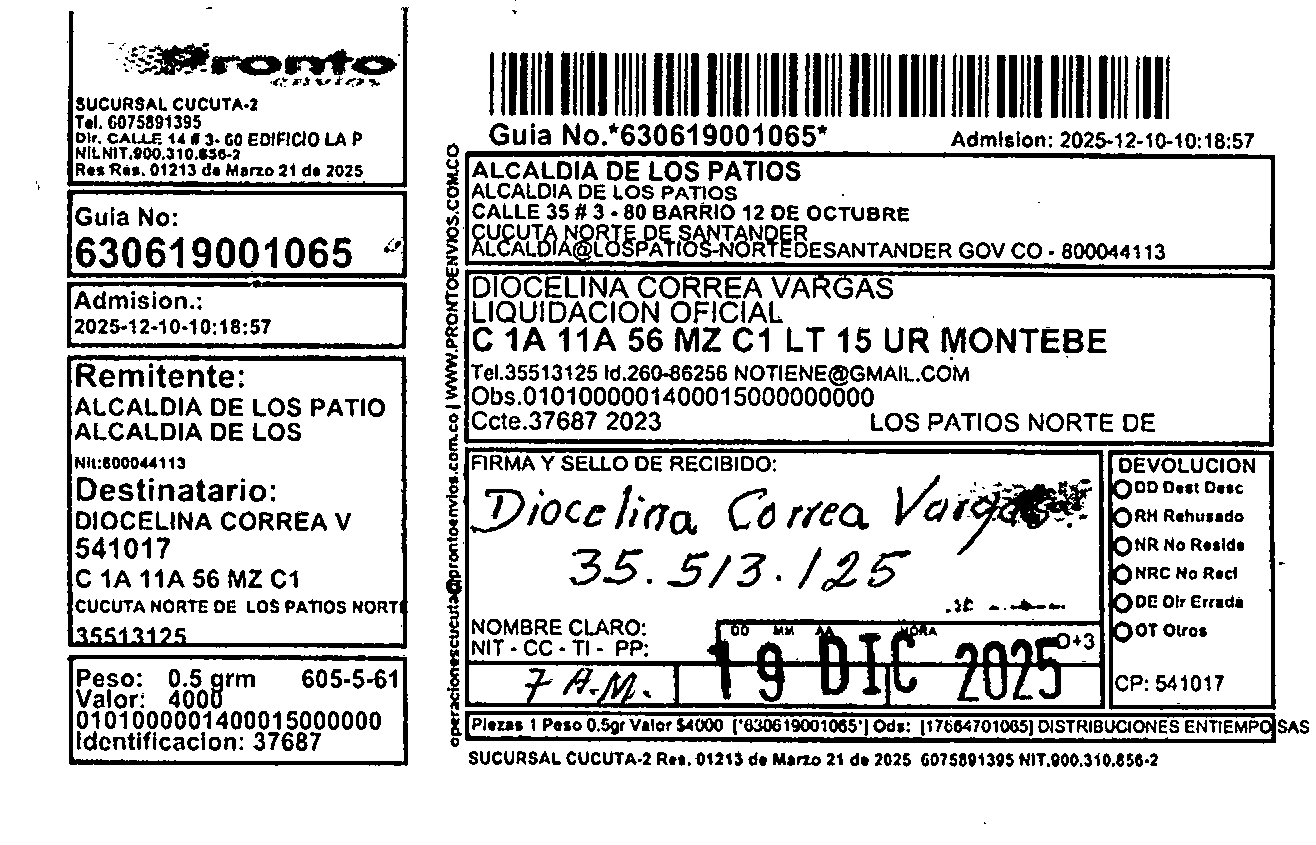 Pronto
envios
SUCURSAL CUCUTA-2
Tel. 6075891395
Dir. CALLE 14 # 3- 60 EDIFICIO LA P
NILNIT.900.310.856-2
Res Res. 01213 de Marzo 21 de 2025
Guia No:
630619001065
Admision.:
2025-12-10-10:18:57
Remitente:
ALCALDIA DE LOS PATIO
ALCALDIA DE LOS
Nit:800044113
Destinatario:
DIOCELINA CORREA V
541017
C 1A 11A 56 MZ C1
CUCUTA NORTE DE LOS PATIOS NORTE
35513125
Peso: 0.5 grm 605-5-61
Valor: 4000
0101000001400015000000
Identificacion: 37687
operacionescucuta@prontoenvios.com.co | WWW.PRONTOENVIOS.COM.CO
Guia No.*630619001065* Admision: 2025-12-10-10:18:57
ALCALDIA DE LOS PATIOS
ALCALDIA DE LOS PATIOS
CALLE 35 # 3 - 80 BARRIO 12 DE OCTUBRE
CUCUTA NORTE DE SANTANDER
ALCALDIA@LOSPATIOS-NORTEDESANTANDER GOV CO - 800044113
DIOCELINA CORREA VARGAS
LIQUIDACION OFICIAL
C 1A 11A 56 MZ C1 LT 15 UR MONTEBE
Tel.35513125 Id.260-86256 NOTIENE@GMAIL.COM
Obs.0101000001400015000000000
Ccte.37687 2023 LOS PATIOS NORTE DE
FIRMA Y SELLO DE RECIBIDO:
Diocelina Correa Vargas
35.513.125
NOMBRE CLARO:
NIT - CC - TI - PP:
DD MM AA HORA
0+3
19 DIC 2025
7 A.M.
DEVOLUCION
DD Dest Desc
RH Rehusado
NR No Reside
NRC No Recl
DE Dir Errada
OT Otros
CP: 541017
Piezas 1 Peso 0.5gr Valor $4000 ['630619001065'] Ods: [17664701065] DISTRIBUCIONES ENTIEMPO SAS
SUCURSAL CUCUTA-2 Res. 01213 de Marzo 21 de 2025 6075891395 NIT.900.310.856-2